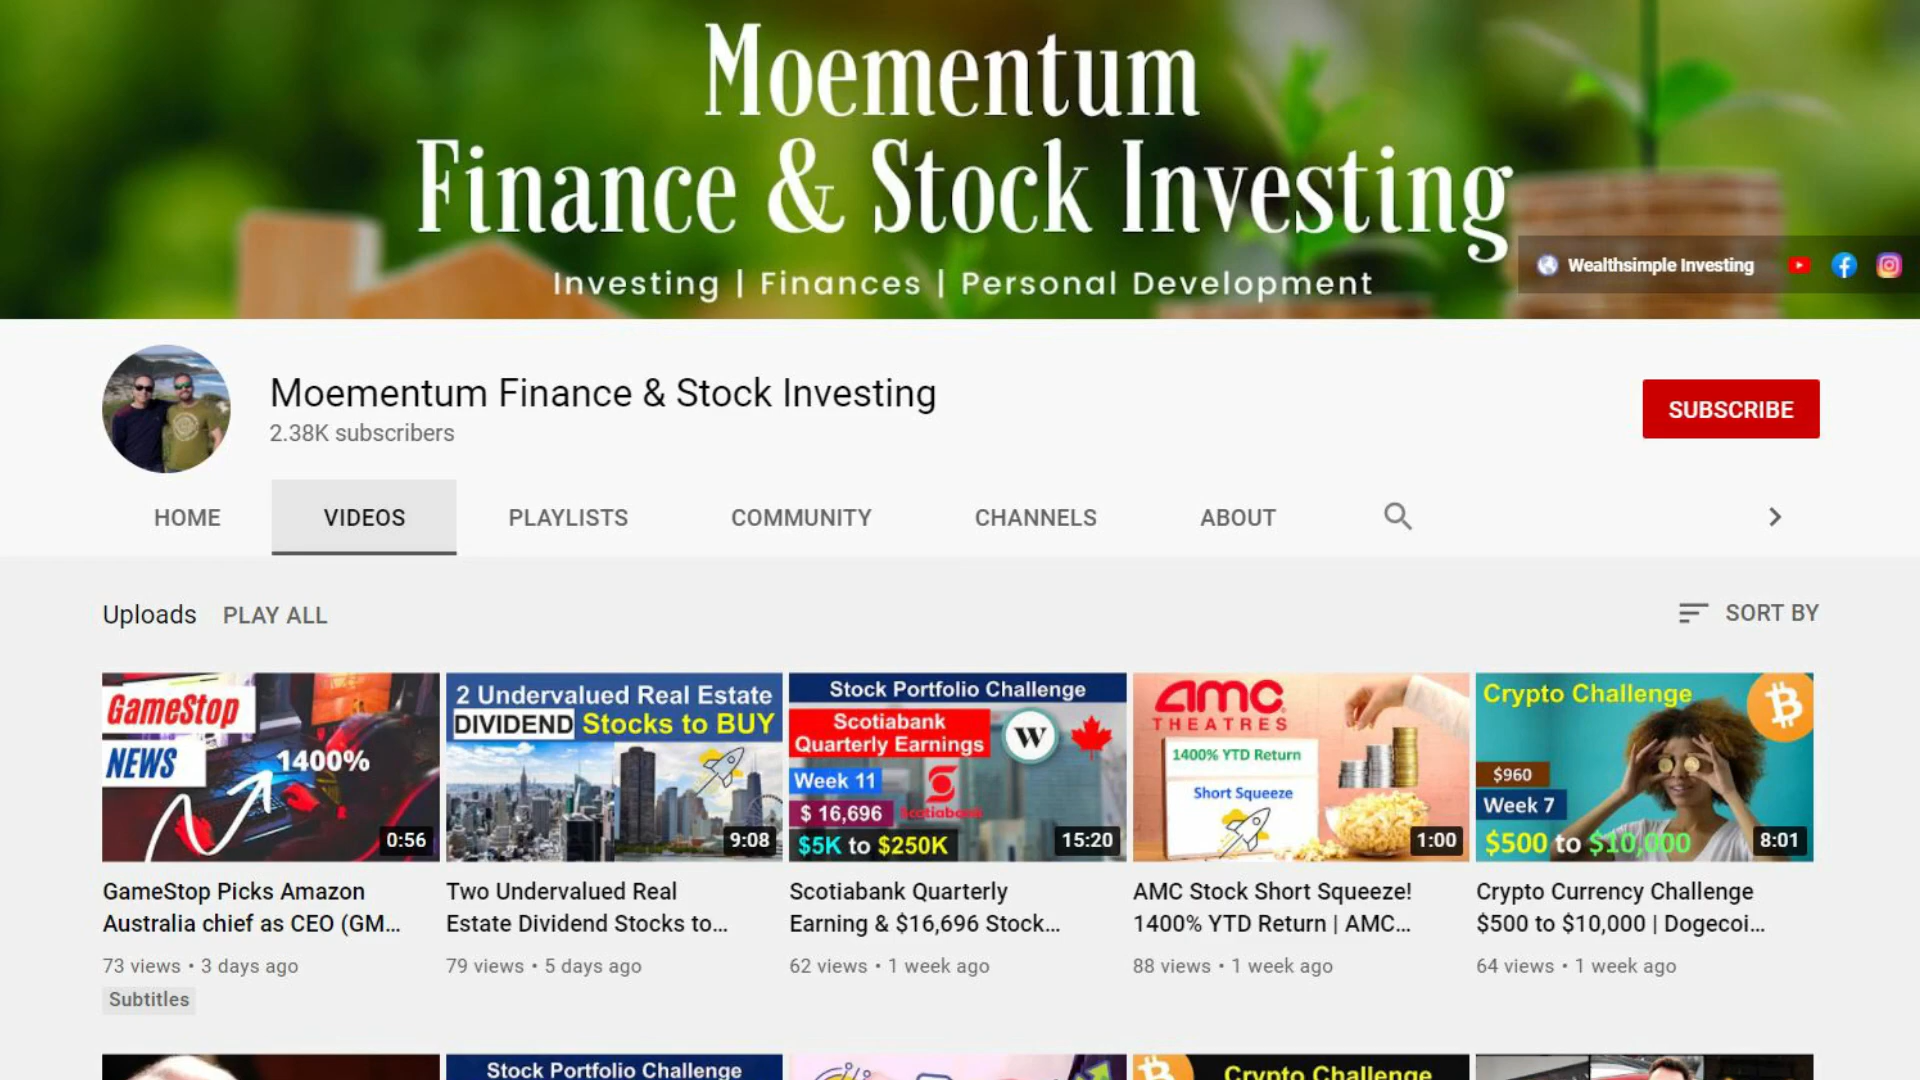 Moementum
Finance & Stock Investing
Investing | Finances | Personal Development
Wealthsimple Investing
Moementum Finance & Stock Investing
2.38K subscribers
SUBSCRIBE
HOME
VIDEOS
PLAYLISTS
COMMUNITY
CHANNELS
ABOUT
Uploads
PLAY ALL
SORT BY
GameStop
NEWS
1400%
0:56
GameStop Picks Amazon
Australia chief as CEO (GM...
73 views • 3 days ago
Subtitles
2 Undervalued Real Estate
DIVIDEND Stocks to BUY
9:08
Two Undervalued Real
Estate Dividend Stocks to...
79 views • 5 days ago
Stock Portfolio Challenge
Scotiabank
Quarterly Earnings
W
Week 11
$ 16,696
Scotiabank
$5K to $250K
15:20
Scotiabank Quarterly
Earning & $16,696 Stock...
62 views • 1 week ago
amc
THEATRES
1400% YTD Return
Short Squeeze
1:00
AMC Stock Short Squeeze!
1400% YTD Return | AMC...
88 views • 1 week ago
Crypto Challenge
$960
Week 7
$500 to $10,000
8:01
Crypto Currency Challenge
$500 to $10,000 | Dogecoi...
64 views • 1 week ago
Stock Portfolio Challenge
Crypto Challenge